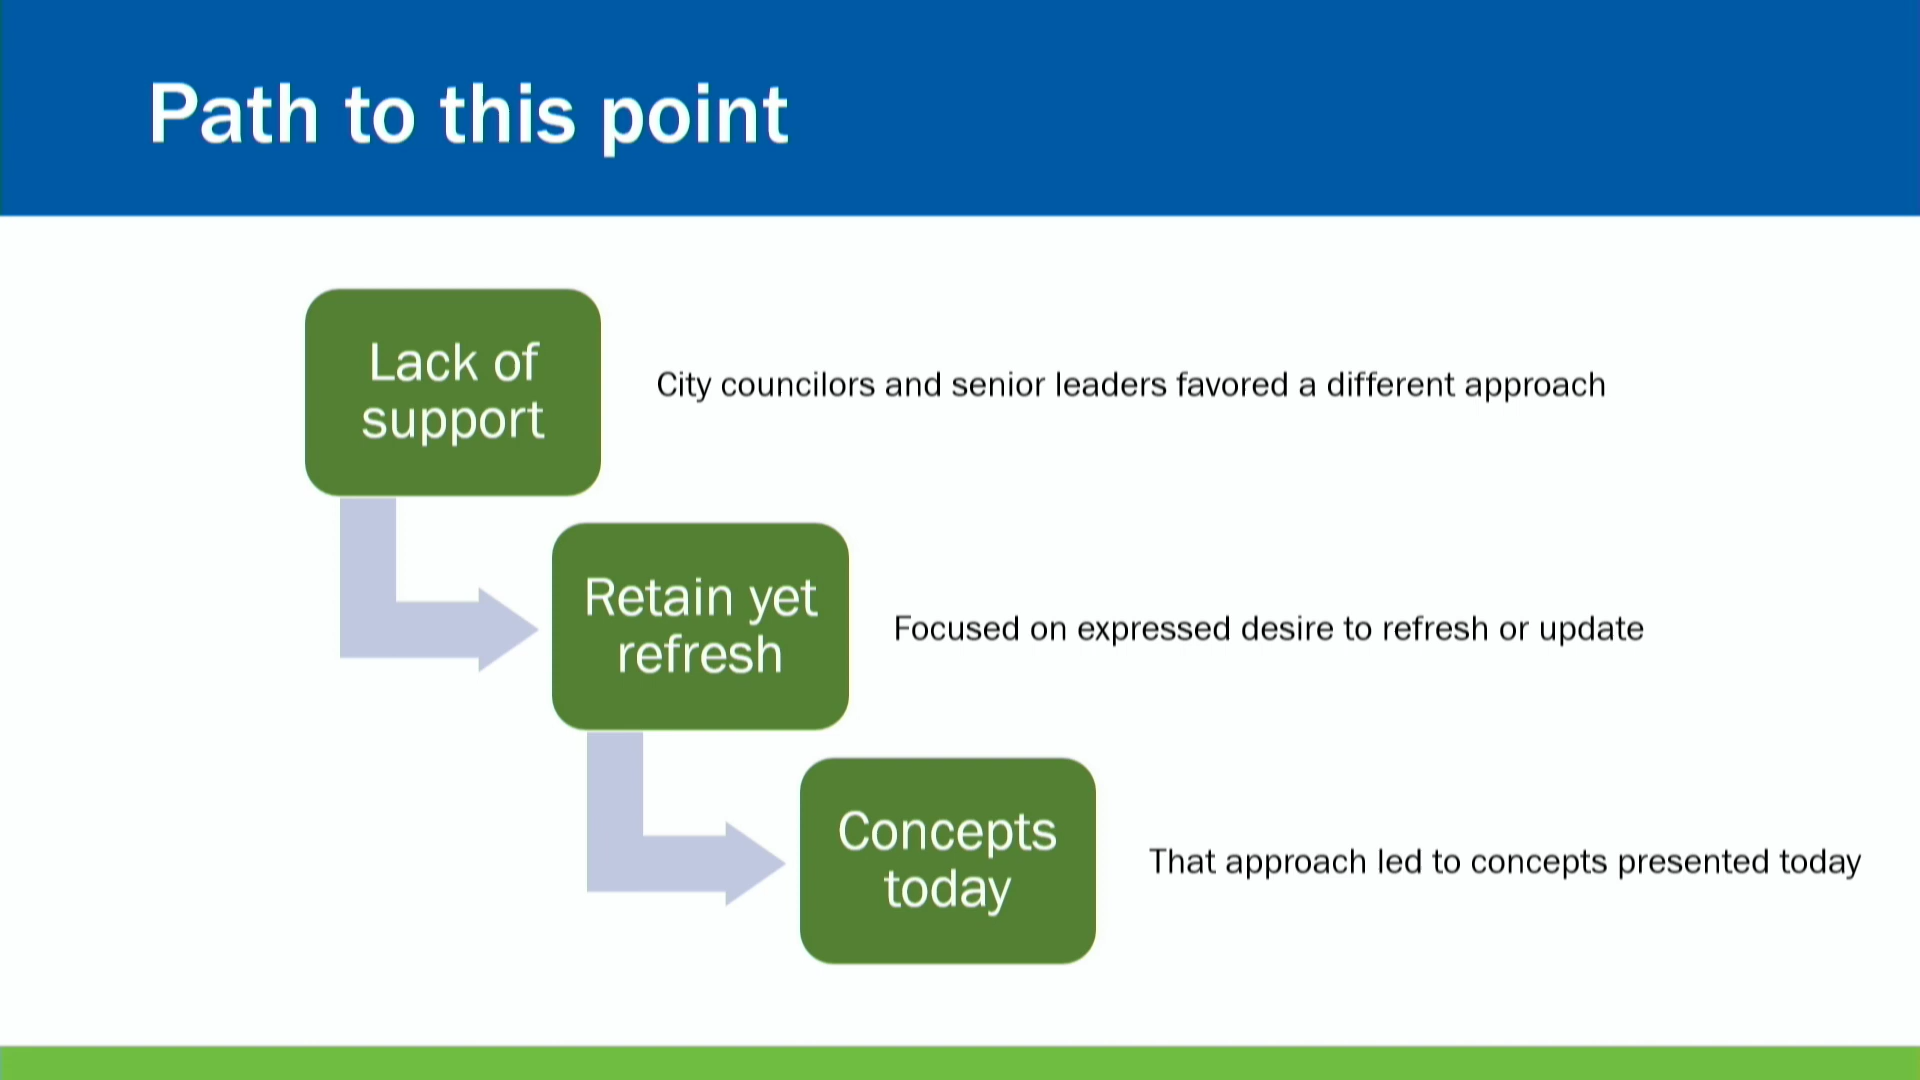 Path to this point
Lack of
support
City councilors and senior leaders favored a different approach
Retain yet
refresh
Focused on expressed desire to refresh or update
Concepts
today
That approach led to concepts presented today